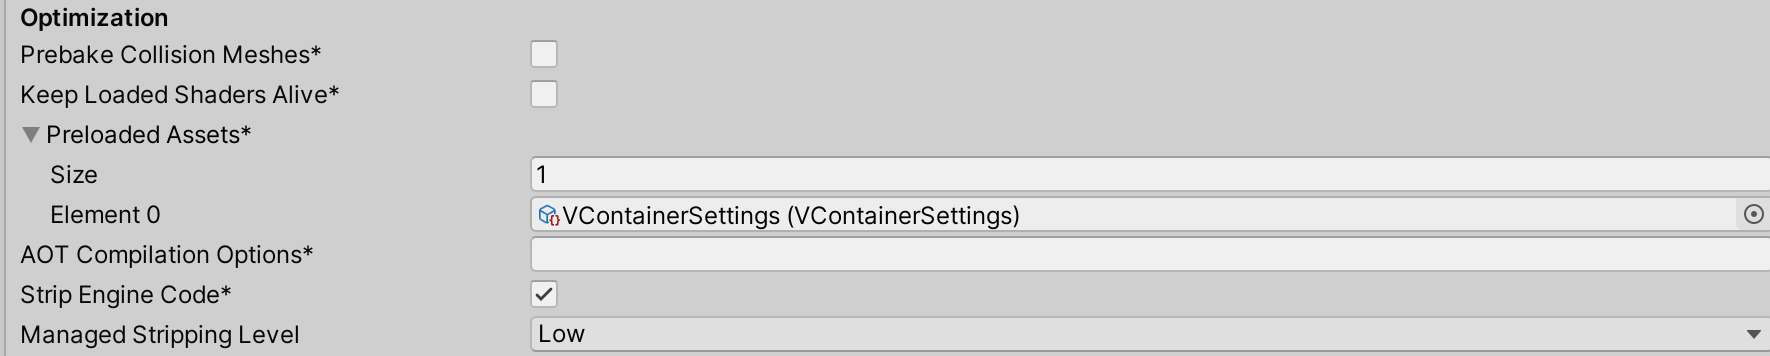 Optimization
Prebake Collision Meshes*
Keep Loaded Shaders Alive*
Preloaded Assets*
Size 1
Element 0 VContainerSettings (VContainerSettings)
AOT Compilation Options*
Strip Engine Code*
Managed Stripping Level Low